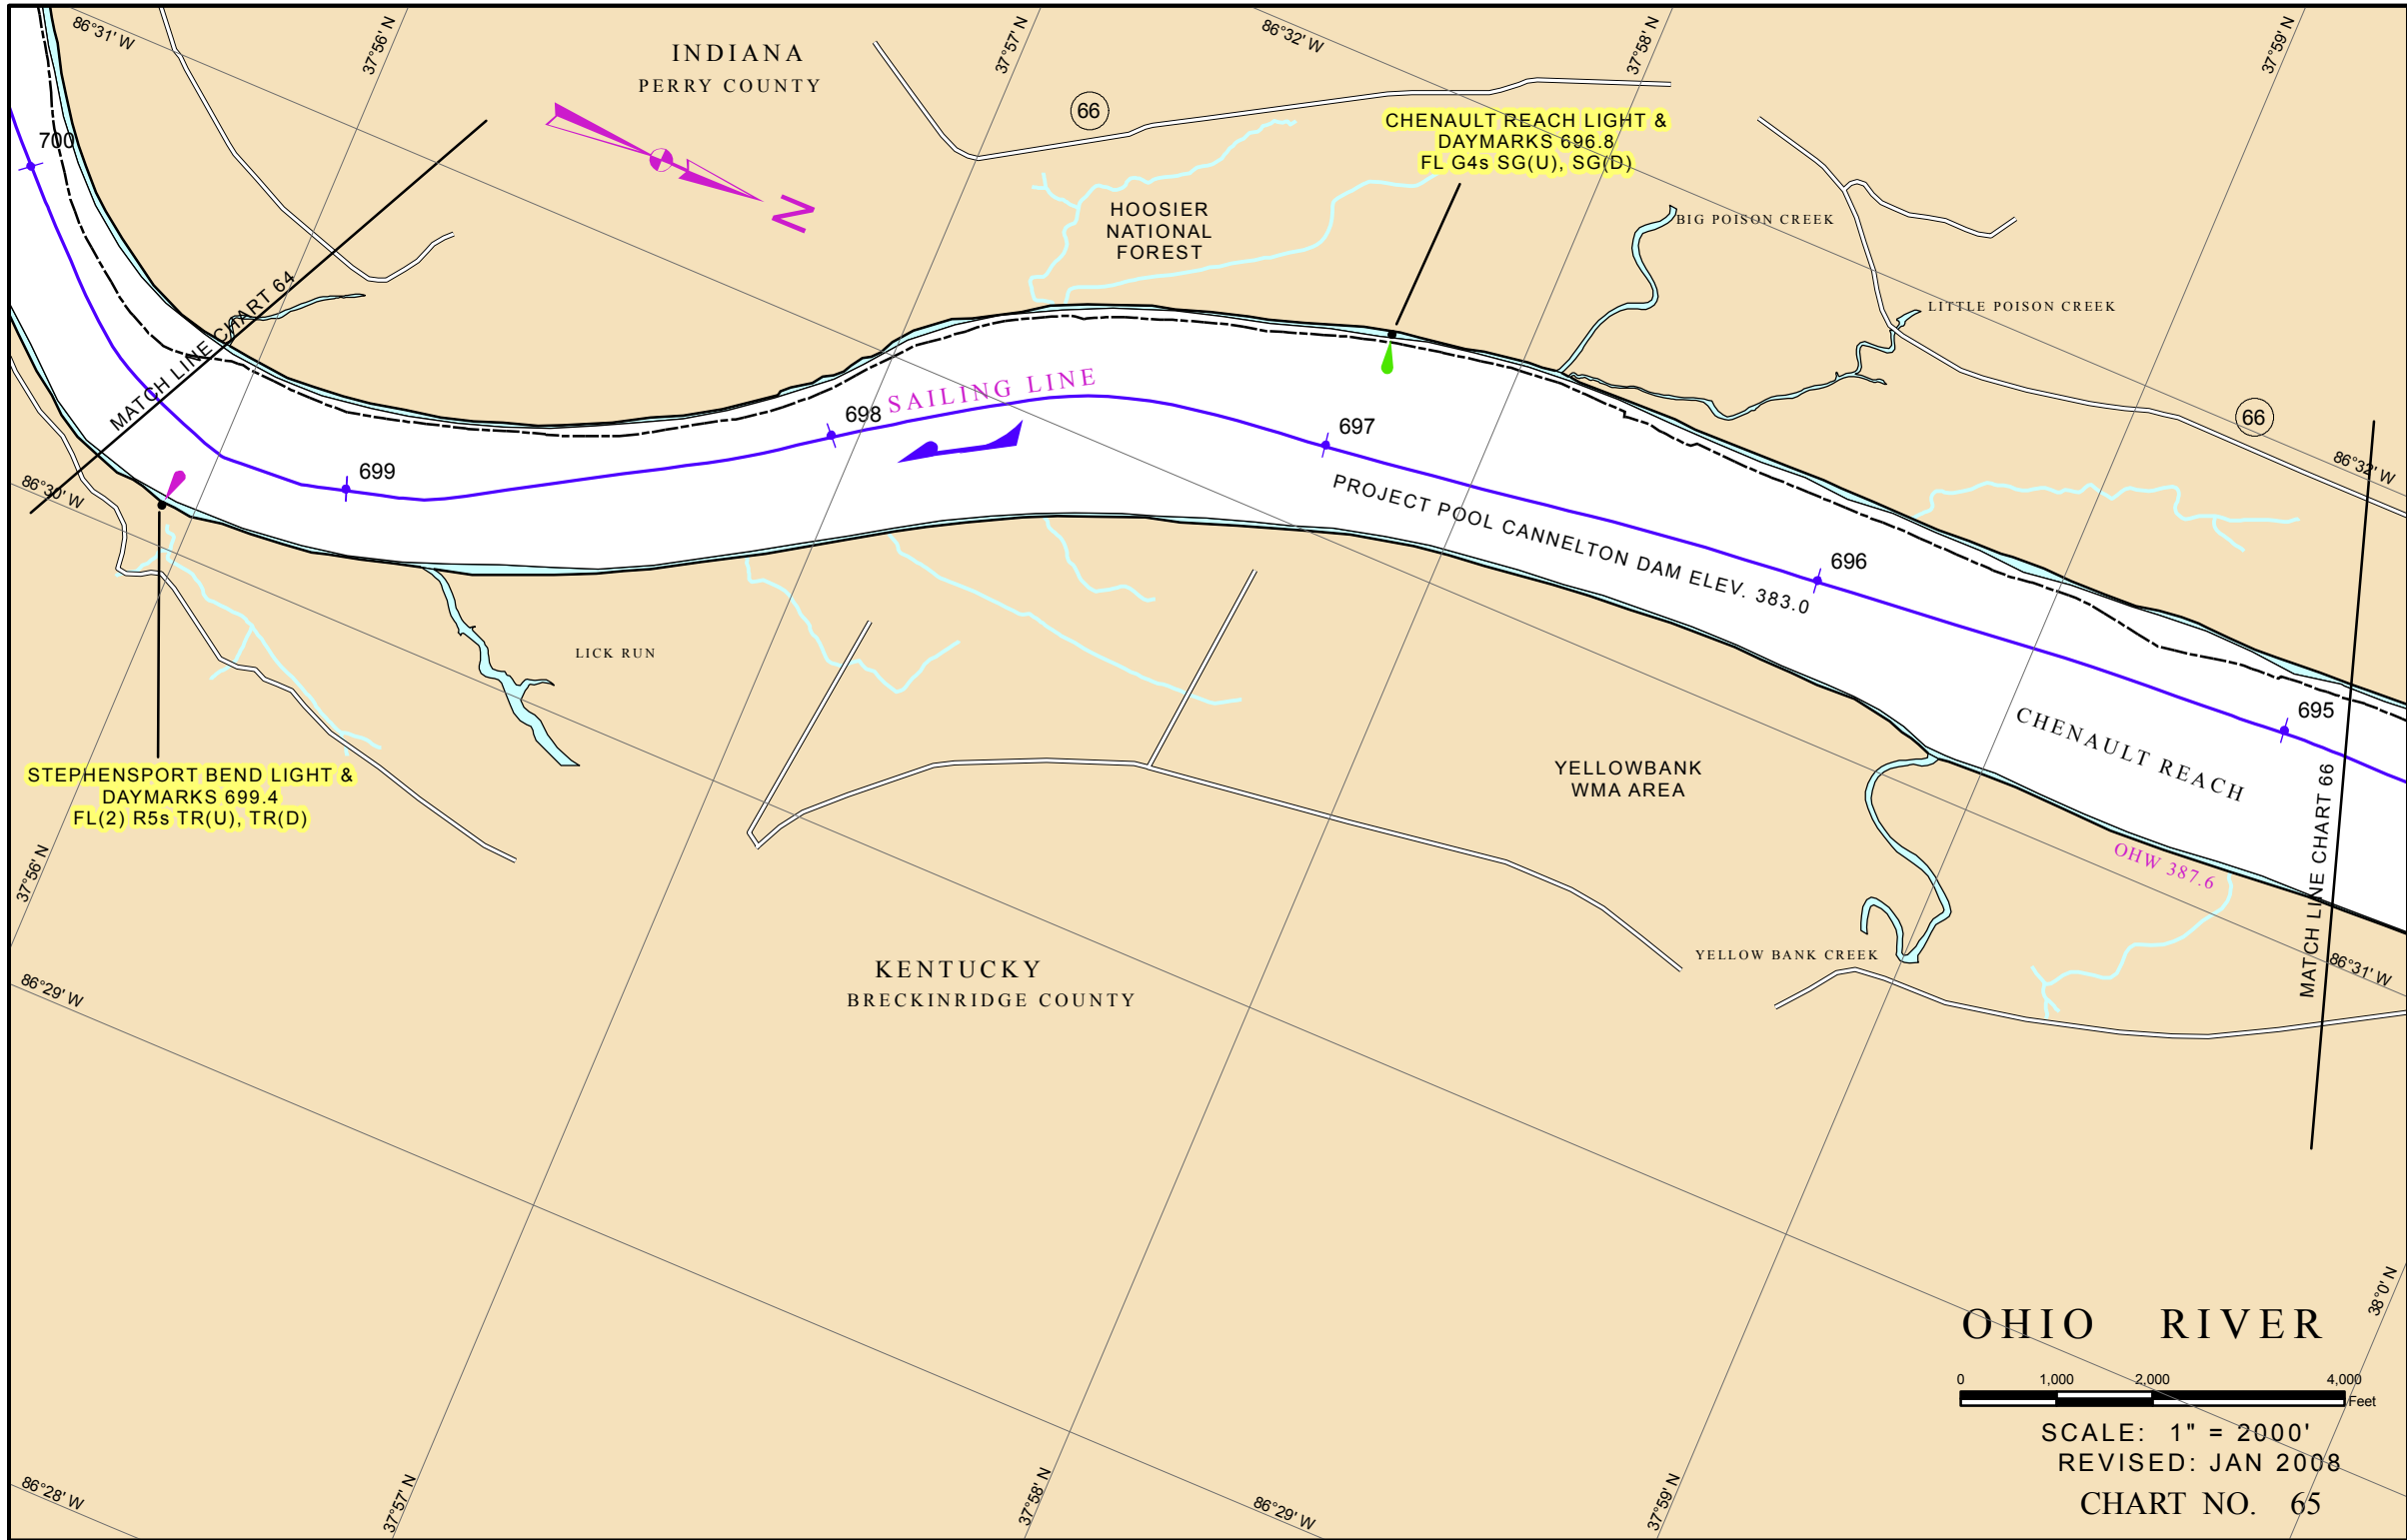 86°31' W
37°56' N
INDIANA
PERRY COUNTY
37°57' N
86°32' W
37°58' N
37°59' N
66
CHENAULT REACH LIGHT &
DAYMARKS 696.8
FL G4s SG(U), SG(D)
700
N
HOOSIER
NATIONAL
FOREST
BIG POISON CREEK
LITTLE POISON CREEK
MATCH LINE CHART 64
SAILING LINE
698
697
66
86°32' W
699
86°30' W
PROJECT POOL CANNELTON DAM ELEV. 383.0
696
LICK RUN
695
CHENAULT REACH
STEPHENSPORT BEND LIGHT &
DAYMARKS 699.4
FL(2) R5s TR(U), TR(D)
YELLOWBANK
WMA AREA
MATCH LINE CHART 66
OHW 387.6
37°56' N
YELLOW BANK CREEK
86°31' W
KENTUCKY
BRECKINRIDGE COUNTY
86°29' W
38°0' N
OHIO RIVER
0 1,000 2,000 4,000
Feet
SCALE: 1" = 2000'
REVISED: JAN 2008
CHART NO. 65
86°28' W
37°57' N
37°58' N
86°29' W
37°59' N